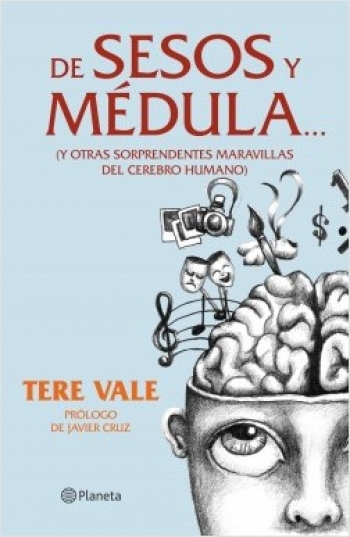 DE SESOS Y
MÉDULA...
(Y OTRAS SORPRENDENTES MARAVILLAS
DEL CEREBRO HUMANO)
$
TERE VALE
PRÓLOGO
DE JAVIER CRUZ
Planeta